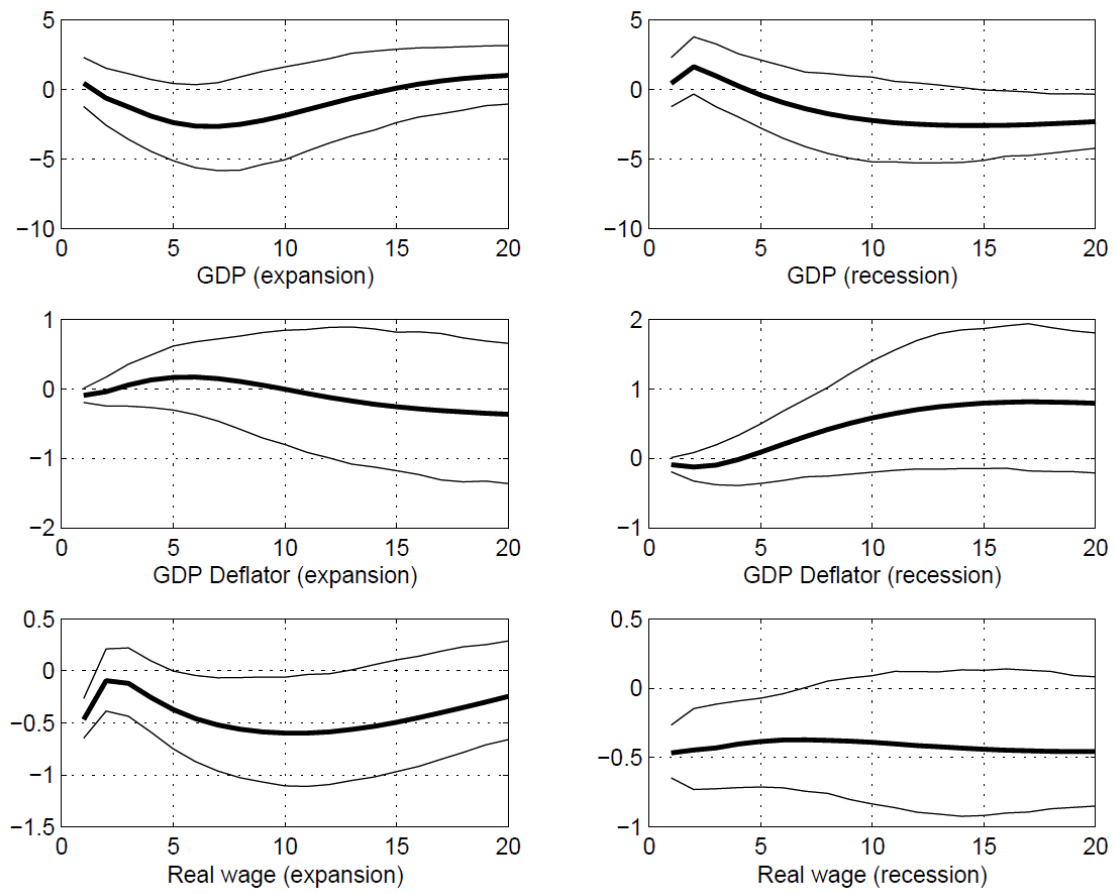 5
0
−5
−10
0 5 10 15 20
GDP (expansion)
5
0
−5
−10
0 5 10 15 20
GDP (recession)
1
0
−1
−2
0 5 10 15 20
GDP Deflator (expansion)
2
1
0
−1
0 5 10 15 20
GDP Deflator (recession)
0.5
0
−0.5
−1
−1.5
0 5 10 15 20
Real wage (expansion)
0.5
0
−0.5
−1
0 5 10 15 20
Real wage (recession)